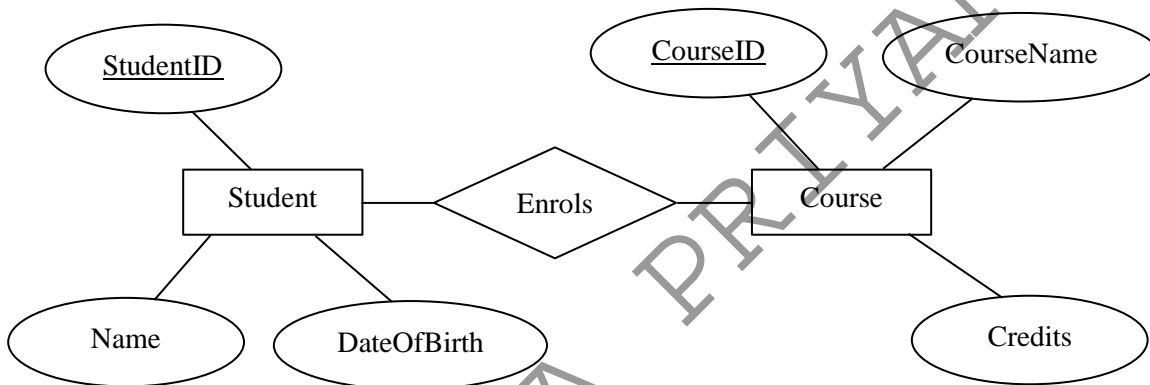 StudentID
CourseID
CourseName
Student
Enrols
Course
Name
DateOfBirth
Credits